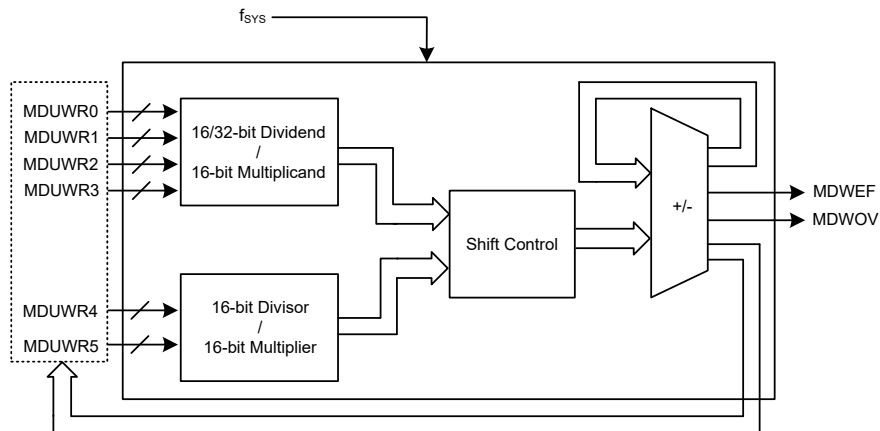 fSYS
MDUWR0
MDUWR1
MDUWR2
MDUWR3
MDUWR4
MDUWR5
16/32-bit Dividend
/
16-bit Multiplicand
16-bit Divisor
/
16-bit Multiplier
Shift Control
+/-
MDWEF
MDWOV